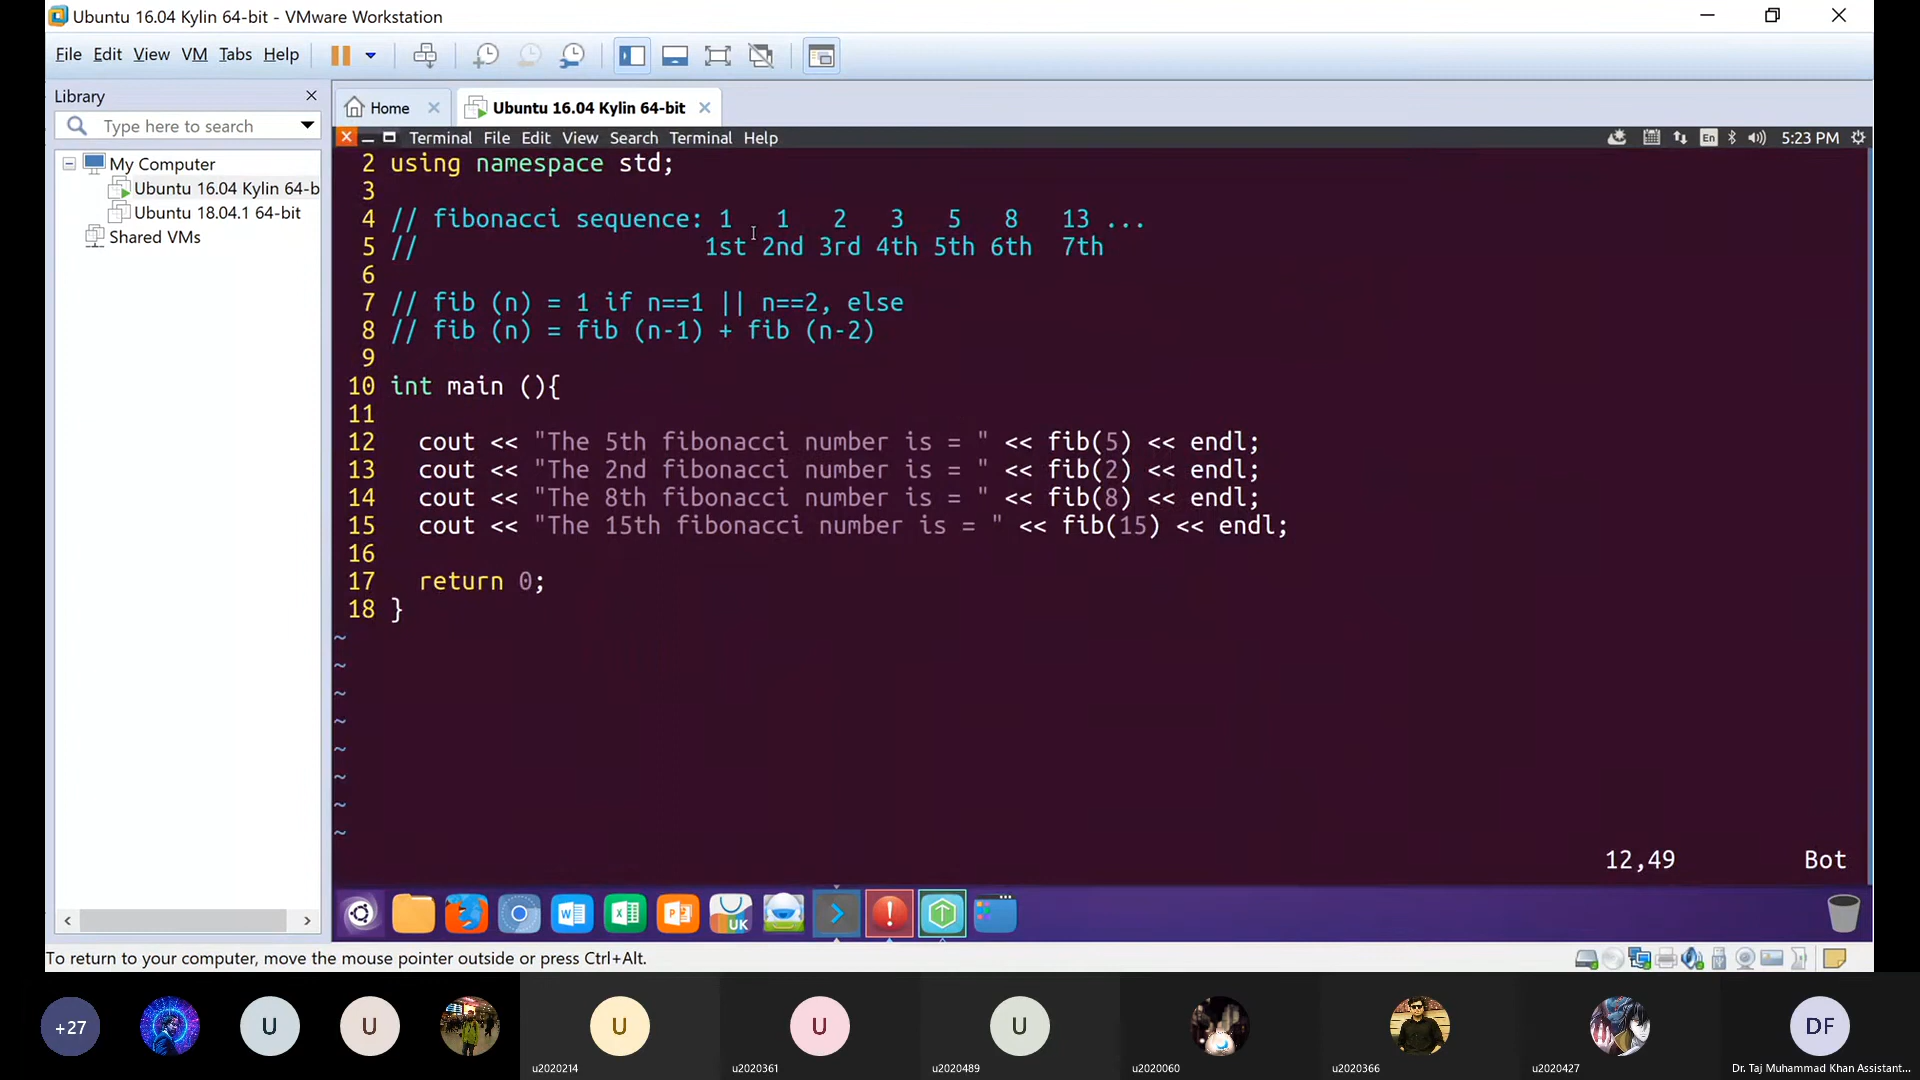 Ubuntu 16.04 Kylin 64-bit - VMware Workstation
File Edit View VM Tabs Help
Library
Home
Ubuntu 16.04 Kylin 64-bit
Type here to search
Terminal File Edit View Search Terminal Help
En
5:23 PM
My Computer
Ubuntu 16.04 Kylin 64-b
Ubuntu 18.04.1 64-bit
Shared VMs
2 using namespace std;
3
4 // fibonacci sequence: 1 1 2 3 5 8 13 ...
5 // 1st 2nd 3rd 4th 5th 6th 7th
6
7 // fib (n) = 1 if n==1 || n==2, else
8 // fib (n) = fib (n-1) + fib (n-2)
9
10 int main (){
11
12 cout << "The 5th fibonacci number is = " << fib(5) << endl;
13 cout << "The 2nd fibonacci number is = " << fib(2) << endl;
14 cout << "The 8th fibonacci number is = " << fib(8) << endl;
15 cout << "The 15th fibonacci number is = " << fib(15) << endl;
16
17 return 0;
18 }
~
~
~
~
~
~
~
~
12,49 Bot
W X P UK
To return to your computer, move the mouse pointer outside or press Ctrl+Alt.
+27 U U U U U DF
u2020214 u2020361 u2020489 u2020060 u2020366 u2020427 Dr. Taj Muhammad Khan Assistant...